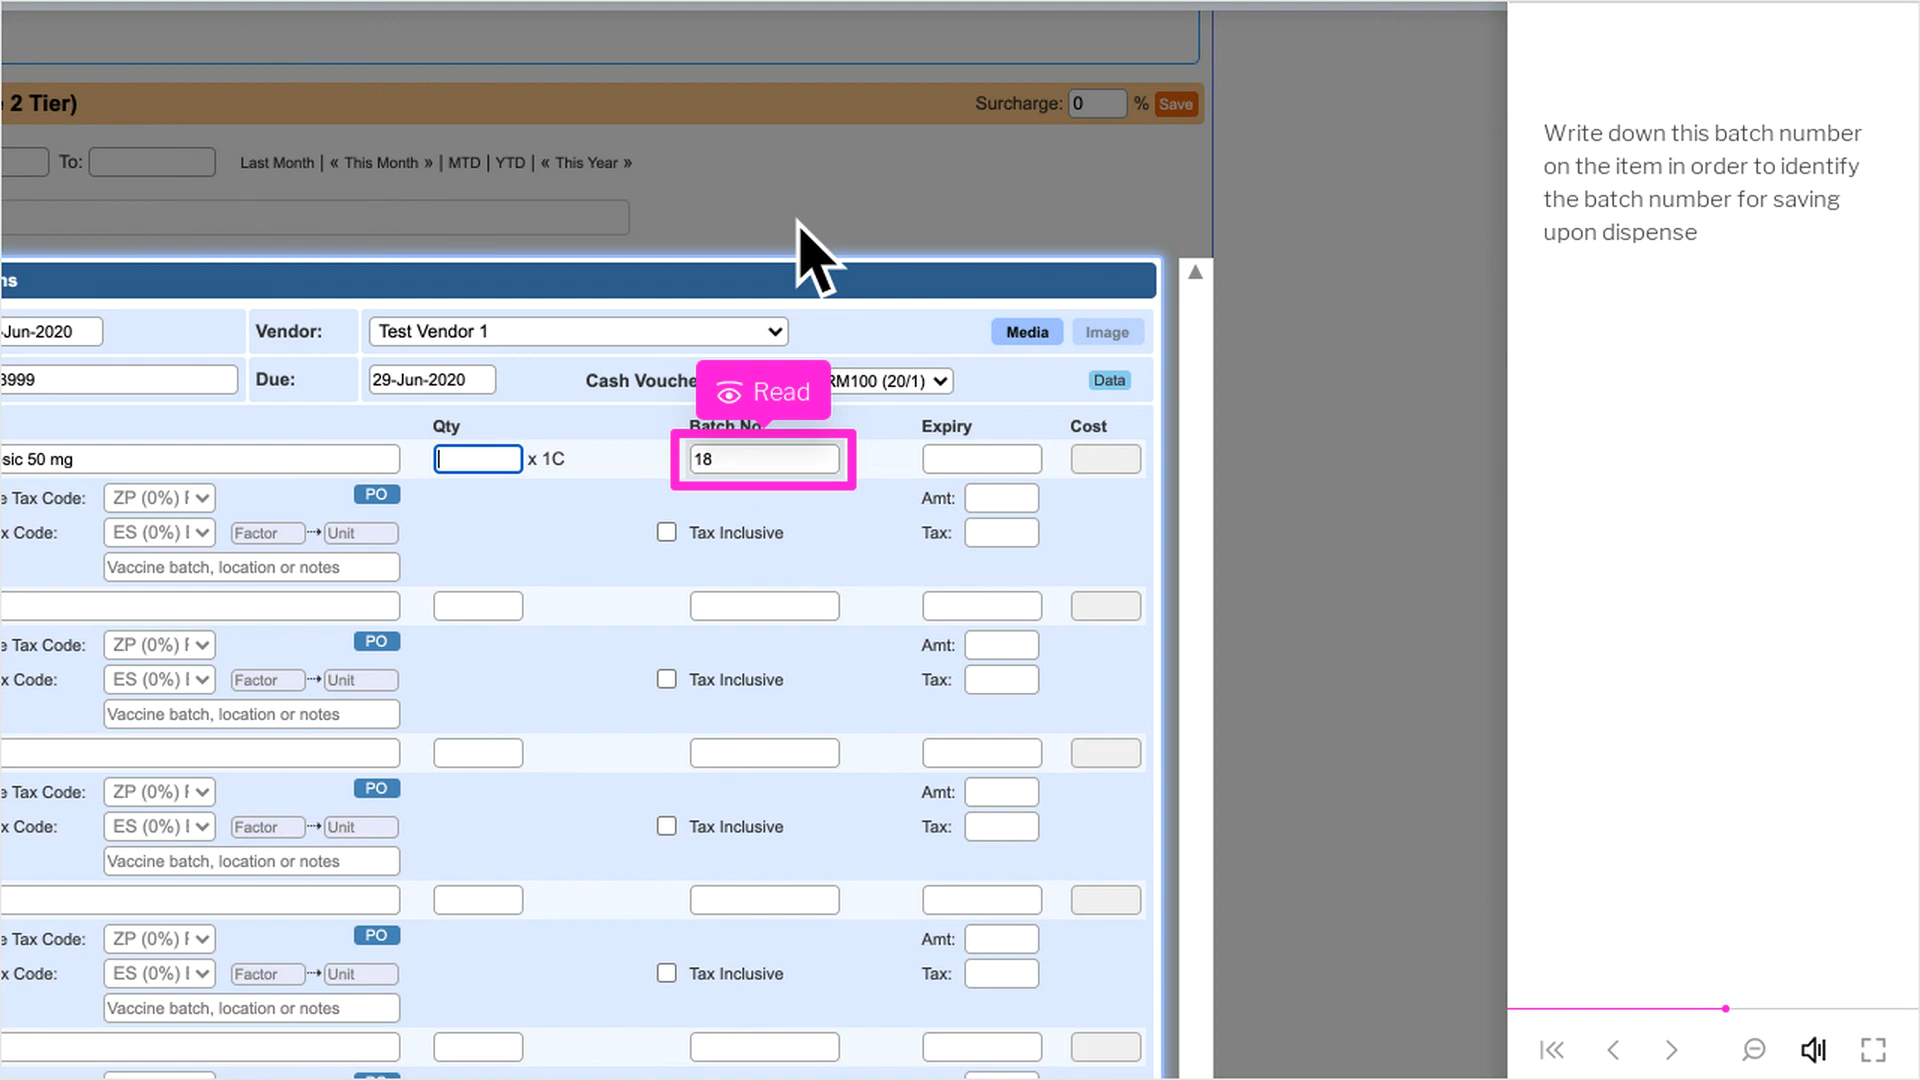 2 Tier)
Surcharge: 0 % Save
To:
Last Month | « This Month » | MTD | YTD | « This Year »
Write down this batch number
on the item in order to identify
the batch number for saving
upon dispense
ns
-Jun-2020
Vendor:
Test Vendor 1
Media
Image
3999
Due:
29-Jun-2020
Cash Vouche
RM100 (20/1)
Data
Read
Qty
Batch No
Expiry
Cost
sic 50 mg
x 1C
18
e Tax Code:
ZP (0%) F
PO
Amt:
x Code:
ES (0%) I
Factor
Unit
Tax Inclusive
Tax:
Vaccine batch, location or notes
e Tax Code:
ZP (0%) F
PO
Amt:
x Code:
ES (0%) I
Factor
Unit
Tax Inclusive
Tax:
Vaccine batch, location or notes
e Tax Code:
ZP (0%) F
PO
Amt:
x Code:
ES (0%) I
Factor
Unit
Tax Inclusive
Tax:
Vaccine batch, location or notes
e Tax Code:
ZP (0%) F
PO
Amt:
x Code:
ES (0%) I
Factor
Unit
Tax Inclusive
Tax:
Vaccine batch, location or notes